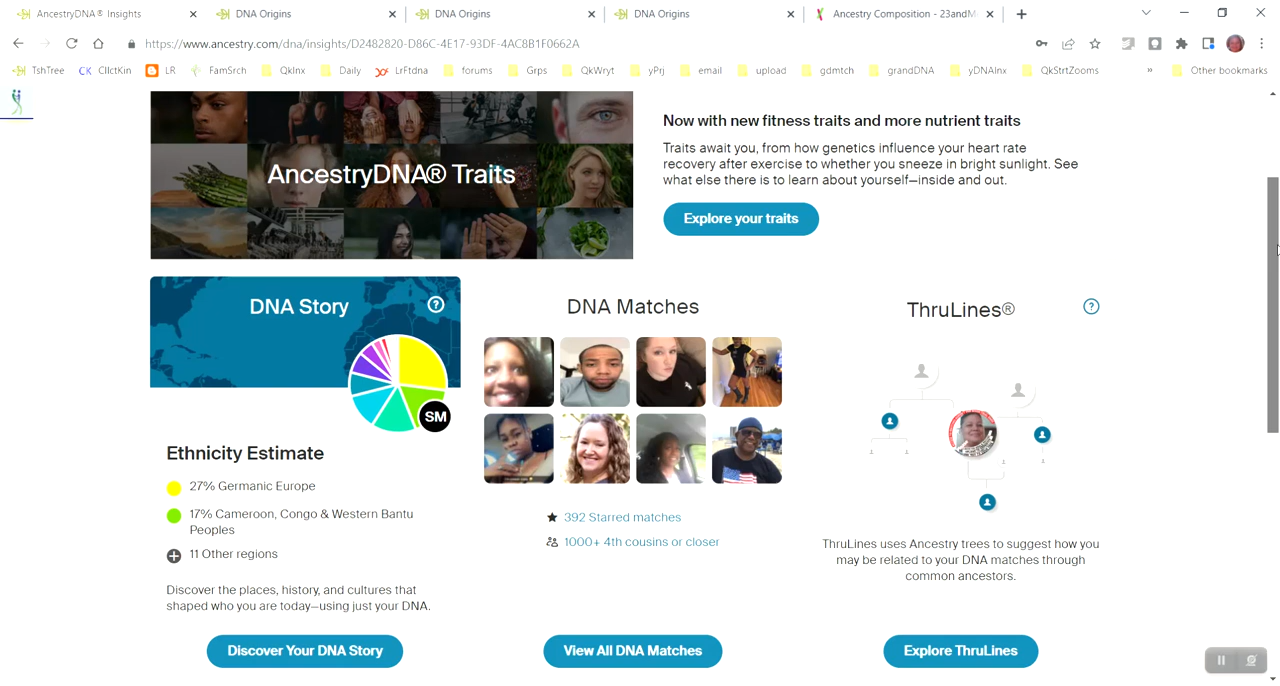 AncestryDNA® Insights
DNA Origins
DNA Origins
DNA Origins
Ancestry Composition - 23andM
https://www.ancestry.com/dna/insights/D2482820-D86C-4E17-93DF-4AC8B1F0662A
TshTree
CK CllctKin
LR
FamSrch
QkInx
Daily
LrFtdna
forums
Grps
QkWryt
yPrj
email
upload
gdmtch
grandDNA
yDNAInx
QkStrtZooms
»
Other bookmarks
AncestryDNA® Traits
Now with new fitness traits and more nutrient traits
Traits await you, from how genetics influence your heart rate
recovery after exercise to whether you sneeze in bright sunlight. See
what else there is to learn about yourself—inside and out.
Explore your traits
DNA Story
?
SM
Ethnicity Estimate
27% Germanic Europe
17% Cameroon, Congo & Western Bantu
Peoples
11 Other regions
Discover the places, history, and cultures that
shaped who you are today—using just your DNA.
Discover Your DNA Story
DNA Matches
392 Starred matches
1000+ 4th cousins or closer
View All DNA Matches
ThruLines®
?
ThruLines uses Ancestry trees to suggest how you
may be related to your DNA matches through
common ancestors.
Explore ThruLines